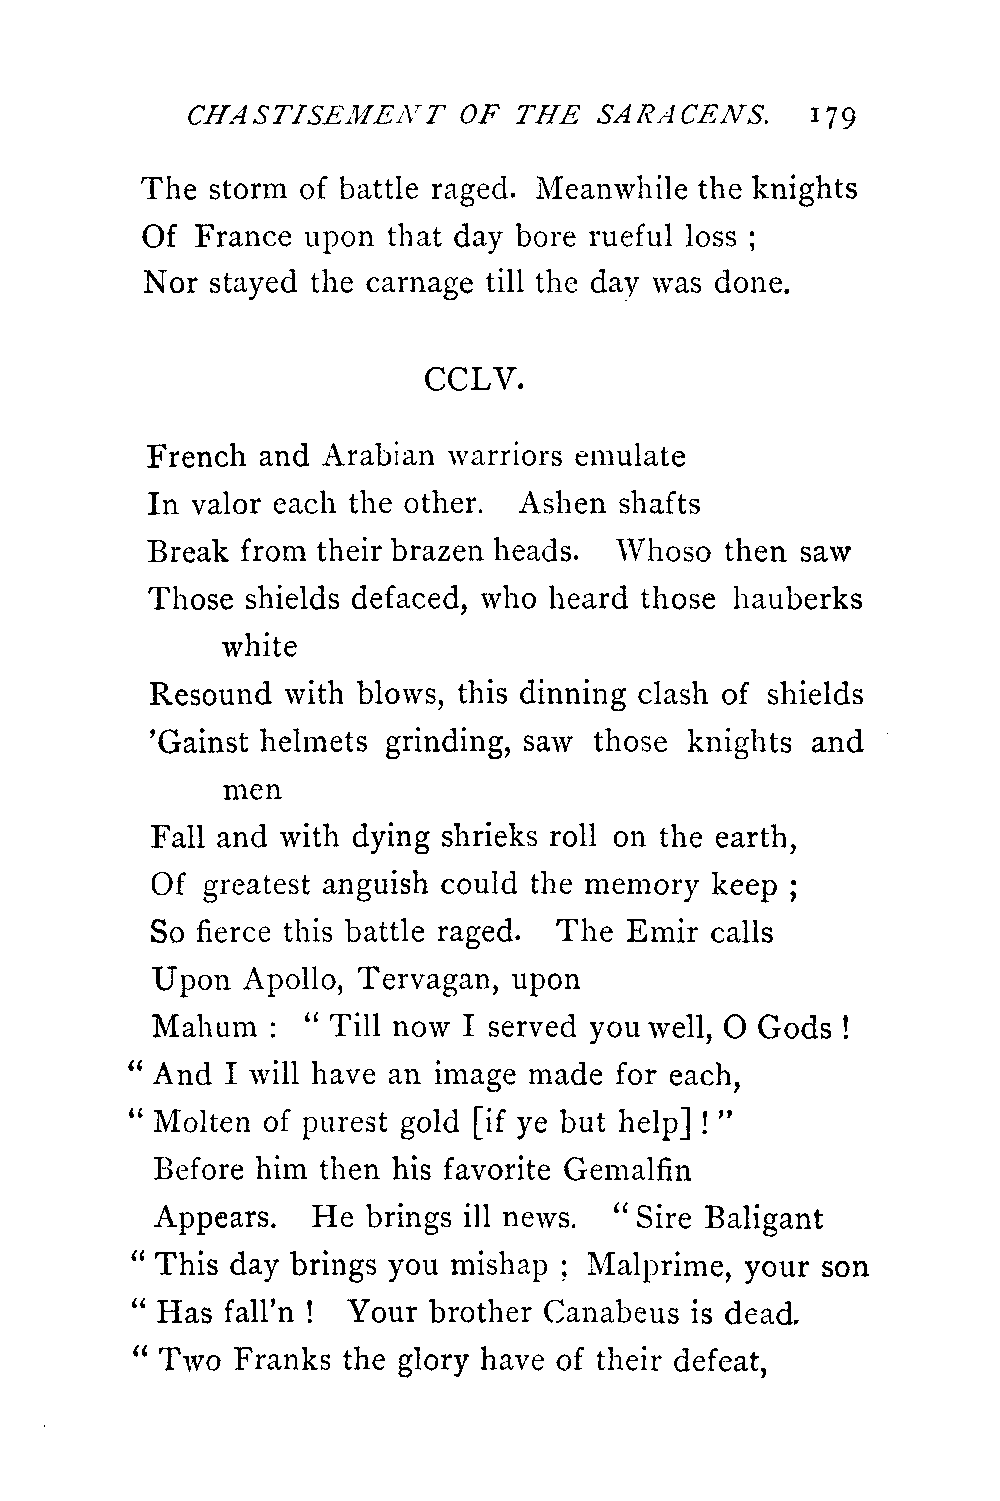 CHASTISEMENT OF THE SARACENS. 179
The storm of battle raged. Meanwhile the knights
Of France upon that day bore rueful loss ;
Nor stayed the carnage till the day was done.
CCLV.
French and Arabian warriors emulate
In valor each the other. Ashen shafts
Break from their brazen heads. Whoso then saw
Those shields defaced, who heard those hauberks
white
Resound with blows, this dinning clash of shields
'Gainst helmets grinding, saw those knights and
men
Fall and with dying shrieks roll on the earth,
Of greatest anguish could the memory keep ;
So fierce this battle raged. The Emir calls
Upon Apollo, Tervagan, upon
Mahum : " Till now I served you well, O Gods !
" And I will have an image made for each,
" Molten of purest gold [if ye but help] ! "
Before him then his favorite Gemalfin
Appears. He brings ill news. " Sire Baligant
" This day brings you mishap ; Malprime, your son
" Has fall'n ! Your brother Canabeus is dead.
" Two Franks the glory have of their defeat,